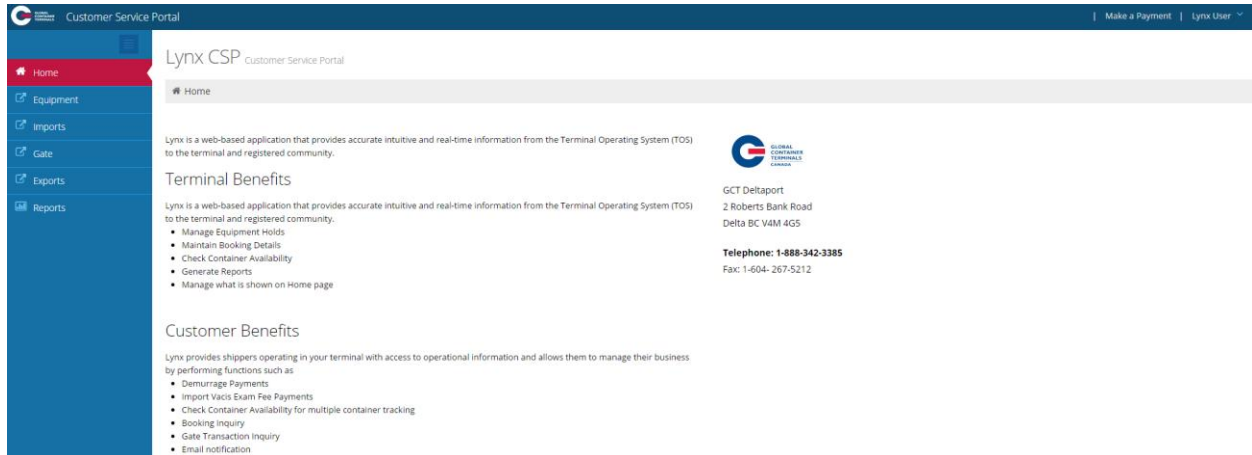 GLOBAL CONTAINER TERMINALS Customer Service Portal | Make a Payment | Lynx User
Home
Equipment
Imports
Gate
Exports
Reports
Lynx CSP Customer Service Portal
Home
Lynx is a web-based application that provides accurate intuitive and real-time information from the Terminal Operating System (TOS)
to the terminal and registered community.
Terminal Benefits
Lynx is a web-based application that provides accurate intuitive and real-time information from the Terminal Operating System (TOS)
to the terminal and registered community.
• Manage Equipment Holds
• Maintain Booking Details
• Check Container Availability
• Generate Reports
• Manage what is shown on Home page
Customer Benefits
Lynx provides shippers operating in your terminal with access to operational information and allows them to manage their business
by performing functions such as
• Demurrage Payments
• Import Vacis Exam Fee Payments
• Check Container Availability for multiple container tracking
• Booking Inquiry
• Gate Transaction Inquiry
• Email notification
GLOBAL
CONTAINER
TERMINALS
CANADA
GCT Deltaport
2 Roberts Bank Road
Delta BC V4M 4G5
Telephone: 1-888-342-3385
Fax: 1-604- 267-5212